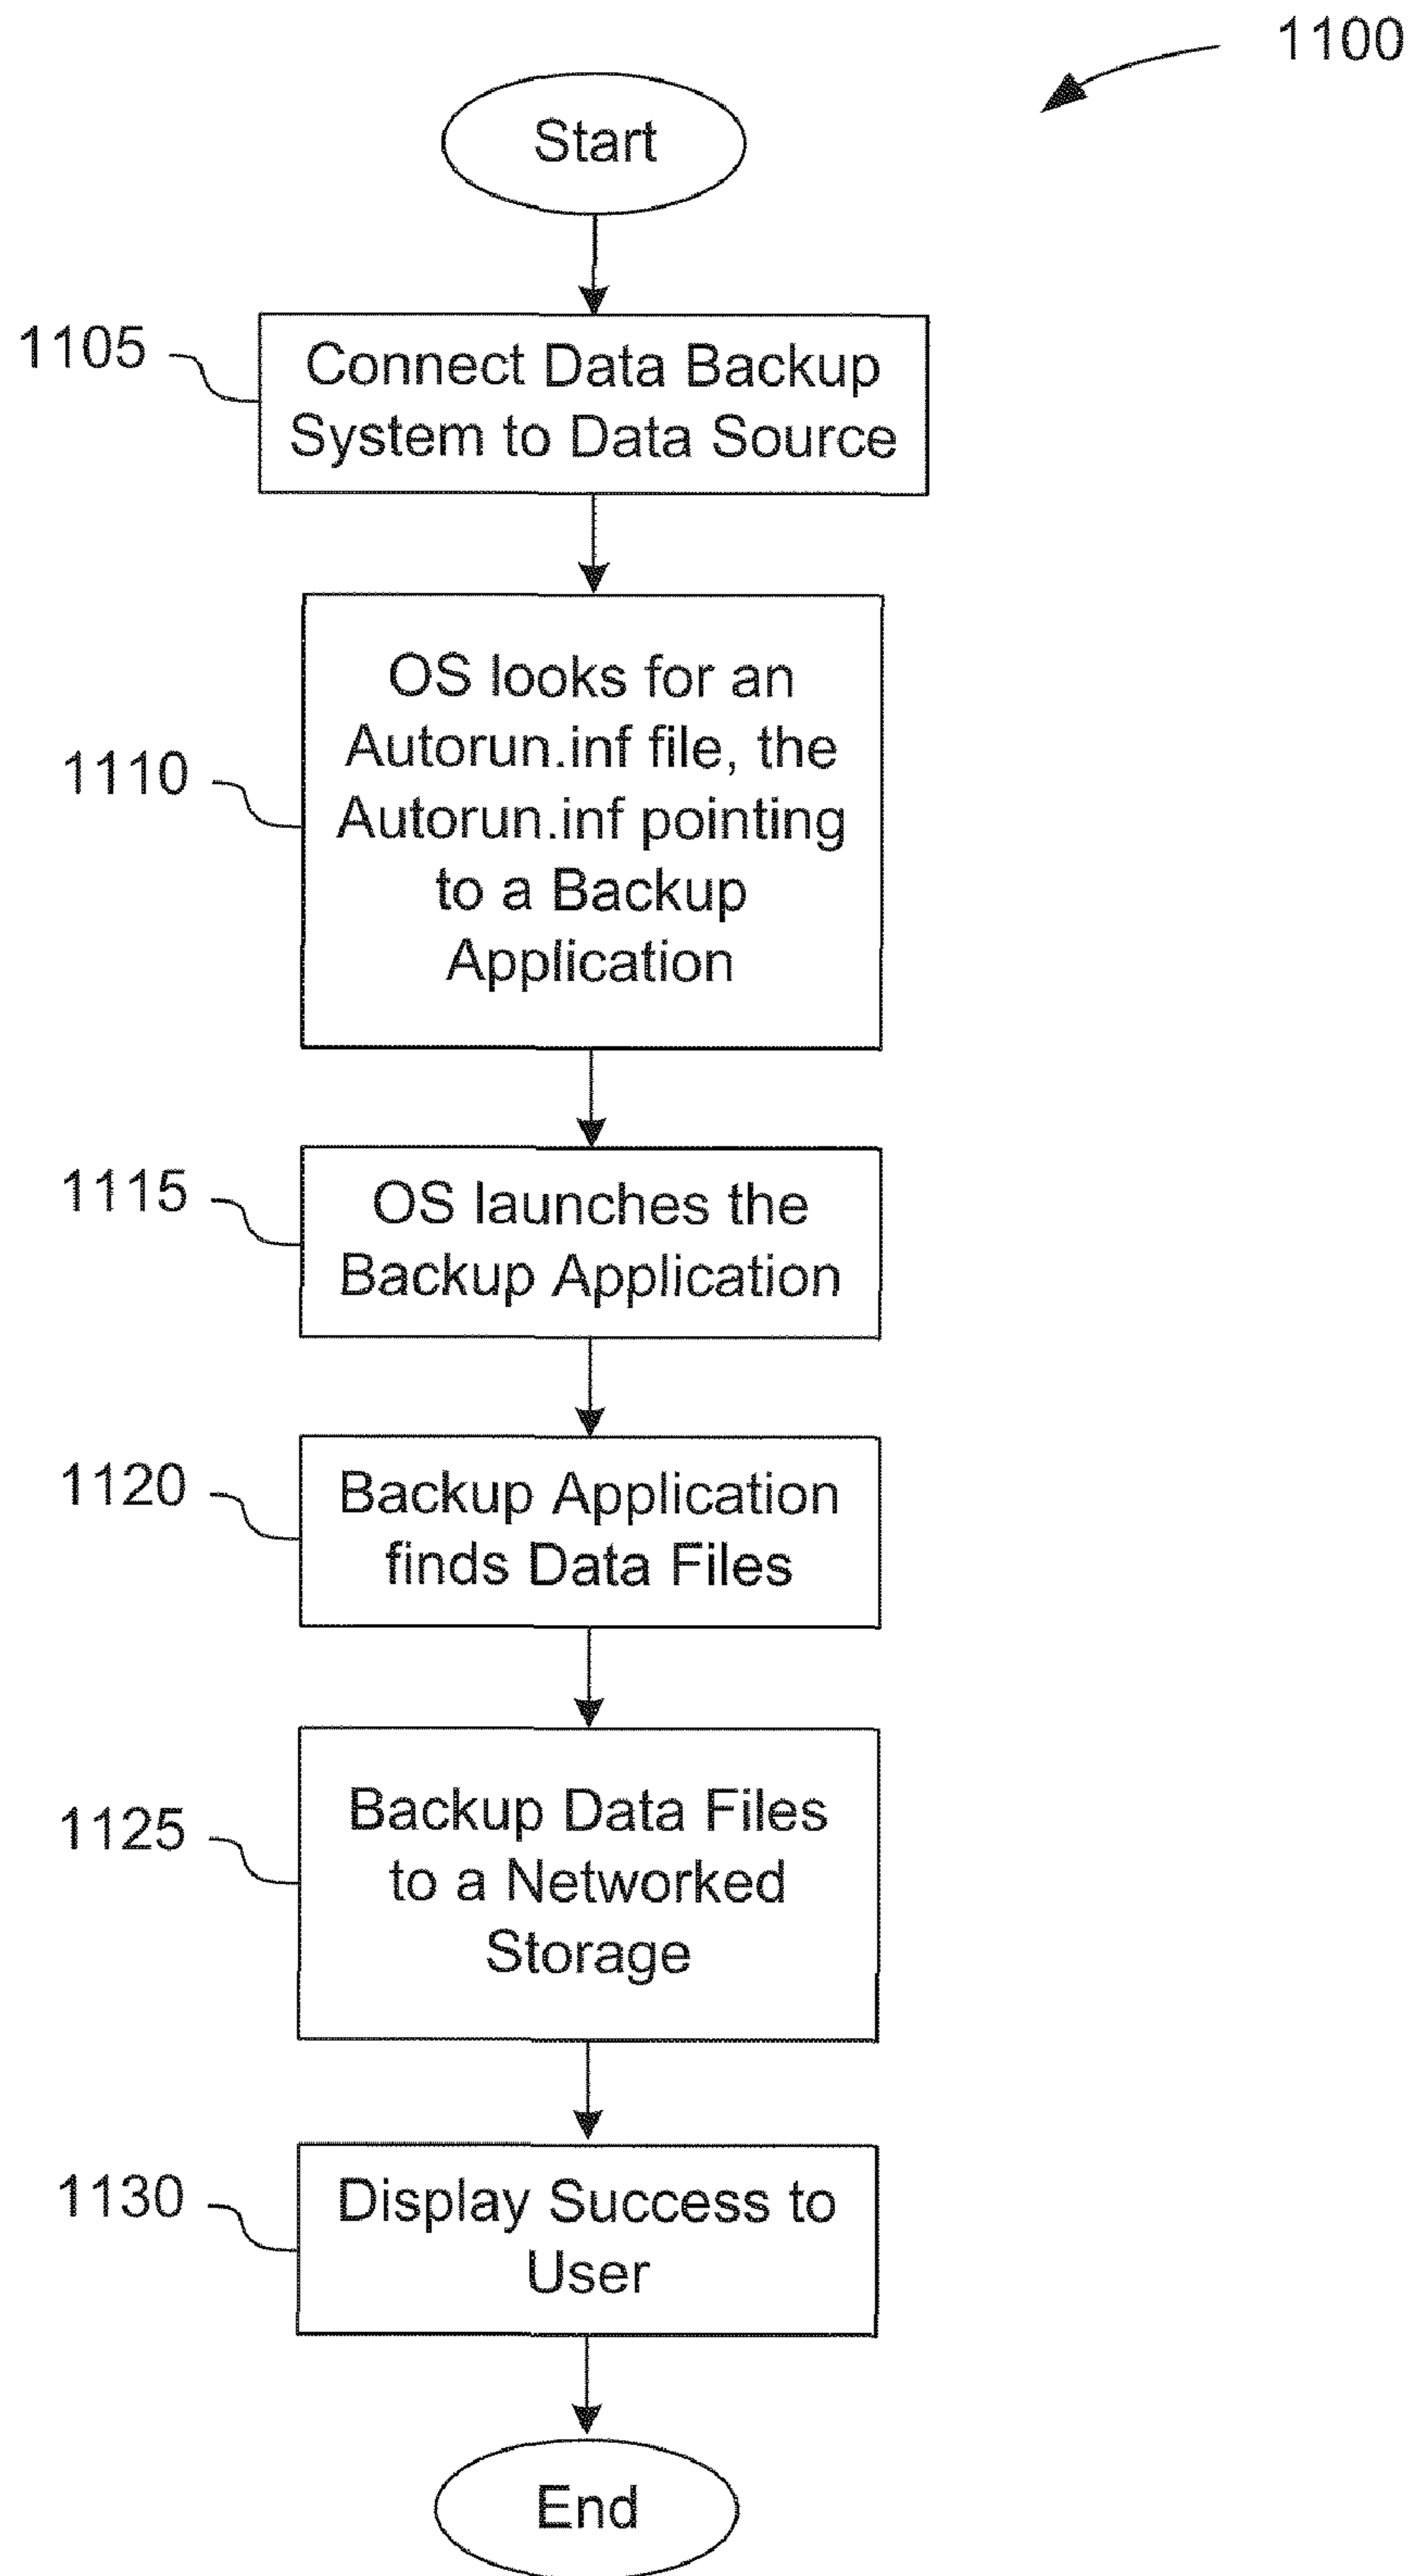 1100
Start
1105
Connect Data Backup
System to Data Source
1110
OS looks for an
Autorun.inf file, the
Autorun.inf pointing
to a Backup
Application
1115
OS launches the
Backup Application
1120
Backup Application
finds Data Files
1125
Backup Data Files
to a Networked
Storage
1130
Display Success to
User
End